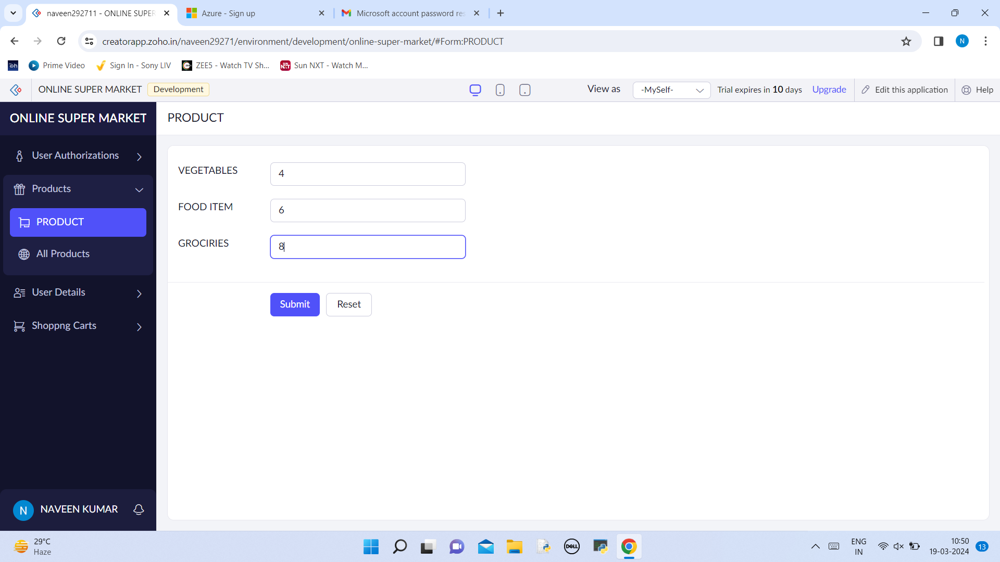 naveen292711 - ONLINE SUPER
Azure - Sign up
Microsoft account password res
creatorapp.zoho.in/naveen29271/environment/development/online-super-market/#Form:PRODUCT
N
Prime Video
Sign In - Sony LIV
ZEE5 - Watch TV Sh...
Sun NXT - Watch M...
ONLINE SUPER MARKET
Development
View as
-MySelf-
Trial expires in 10 days
Upgrade
Edit this application
Help
ONLINE SUPER MARKET
PRODUCT
User Authorizations
Products
PRODUCT
All Products
User Details
Shoppng Carts
VEGETABLES
4
FOOD ITEM
6
GROCIRIES
8
Submit
Reset
N
NAVEEN KUMAR
29°C
Haze
DELL
ENG
IN
10:50
19-03-2024
13